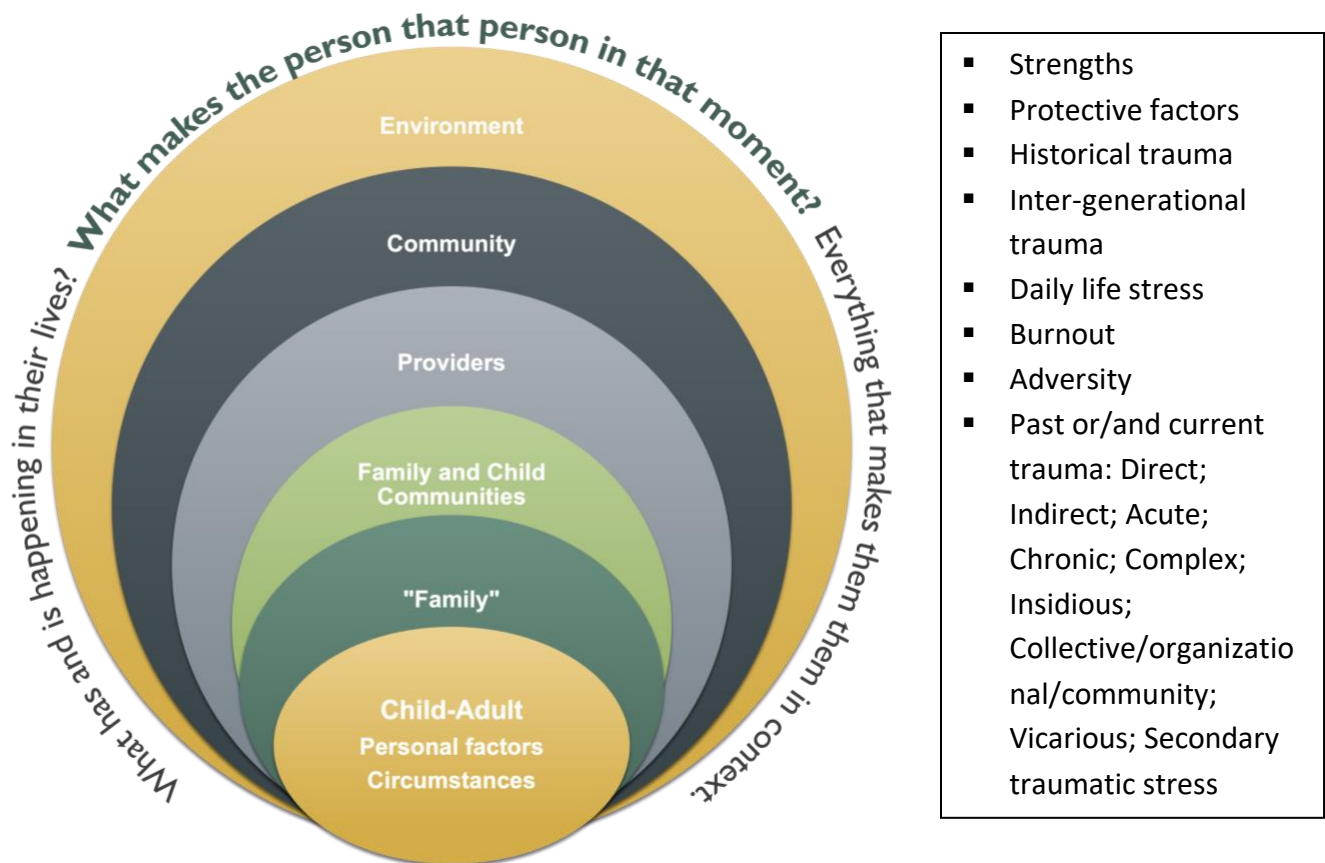 What has and is happening in their lives? What makes the person that person in that moment? Everything that makes them them in context.
Environment
Community
Providers
Family and Child
Communities
"Family"
Child-Adult
Personal factors
Circumstances
▪ Strengths
▪ Protective factors
▪ Historical trauma
▪ Inter-generational
trauma
▪ Daily life stress
▪ Burnout
▪ Adversity
▪ Past or/and current
trauma: Direct;
Indirect; Acute;
Chronic; Complex;
Insidious;
Collective/organizatio
nal/community;
Vicarious; Secondary
traumatic stress